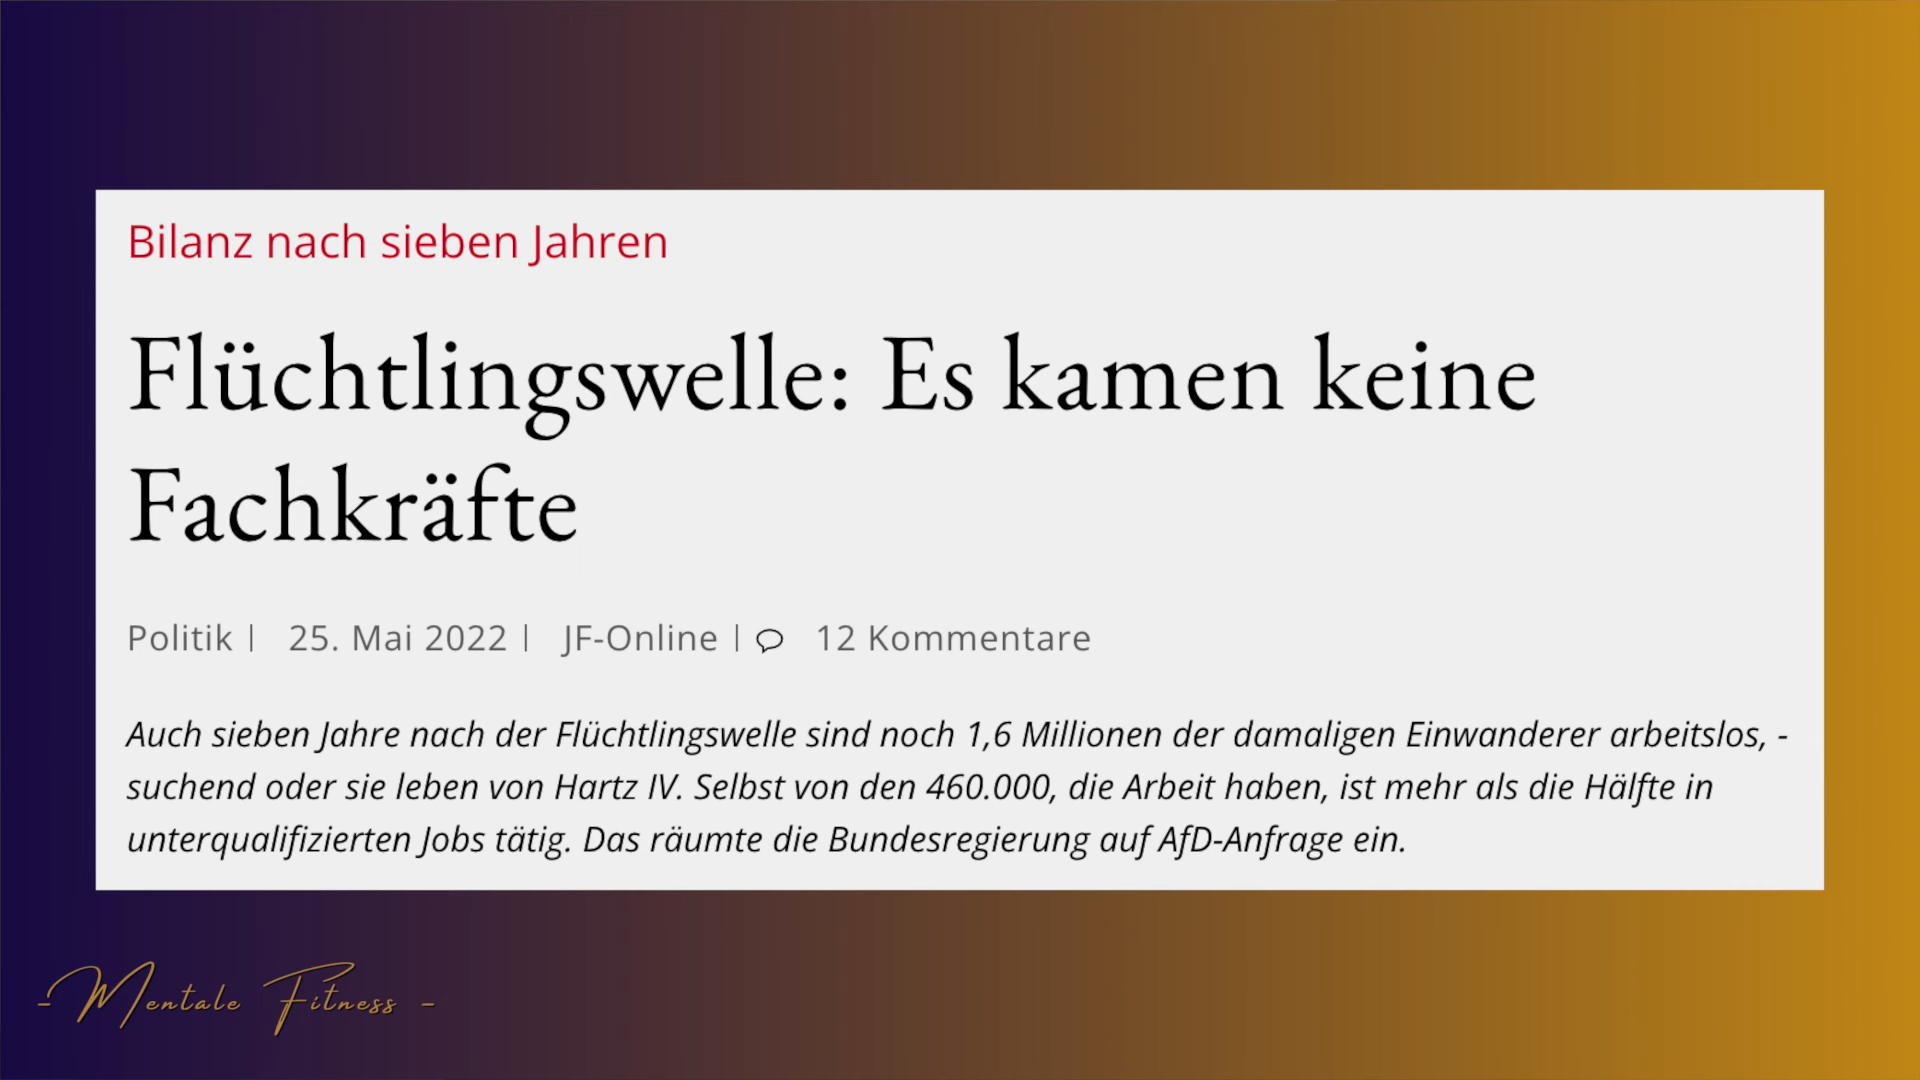 Bilanz nach sieben Jahren
Flüchtlingswelle: Es kamen keine
Fachkräfte
Politik | 25. Mai 2022 | JF-Online | 12 Kommentare
Auch sieben Jahre nach der Flüchtlingswelle sind noch 1,6 Millionen der damaligen Einwanderer arbeitslos, -
suchend oder sie leben von Hartz IV. Selbst von den 460.000, die Arbeit haben, ist mehr als die Hälfte in
unterqualifizierten Jobs tätig. Das räumte die Bundesregierung auf AfD-Anfrage ein.
- Mentale Fitness -